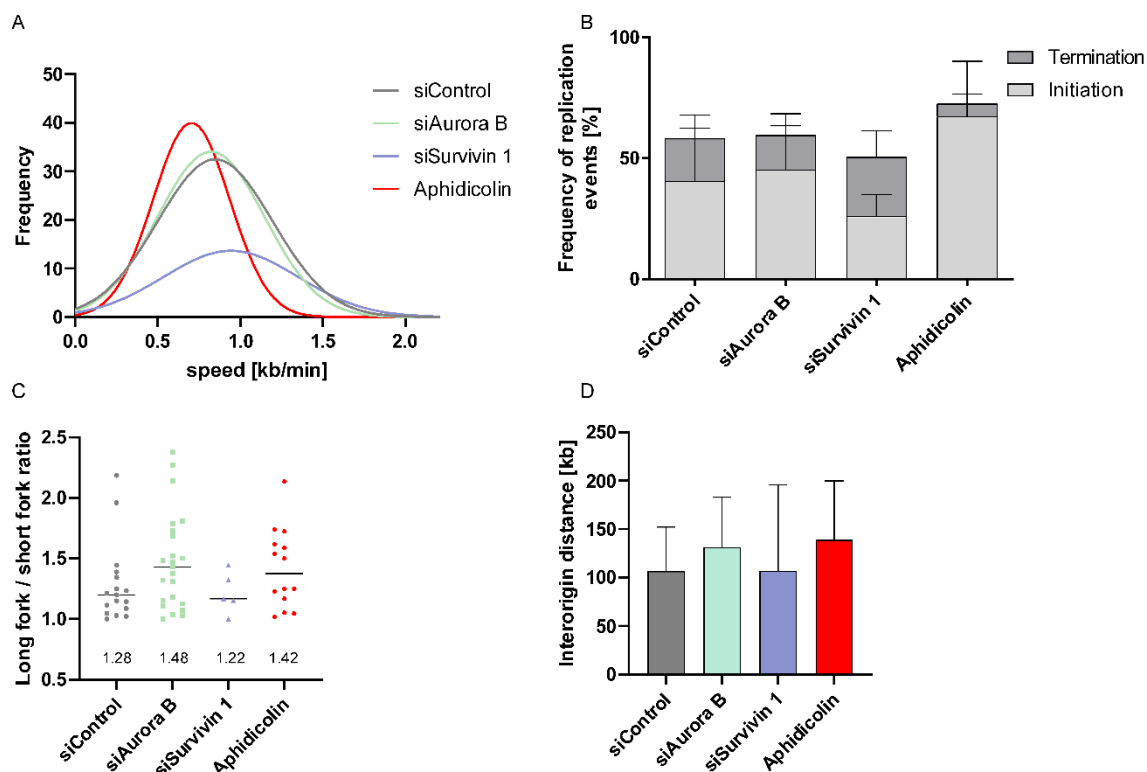 A
Frequency
50
40
30
20
10
0
0.0 0.5 1.0 1.5 2.0
speed [kb/min]
siControl
siAurora B
siSurvivin 1
Aphidicolin
B
Frequency of replication
events [%]
100
50
0
siControl
siAurora B
siSurvivin 1
Aphidicolin
Termination
Initiation
C
Long fork / short fork ratio
2.5
2.0
1.5
1.0
0.5
1.28 1.48 1.22 1.42
siControl
siAurora B
siSurvivin 1
Aphidicolin
D
Interorigin distance [kb]
250
200
150
100
50
0
siControl
siAurora B
siSurvivin 1
Aphidicolin